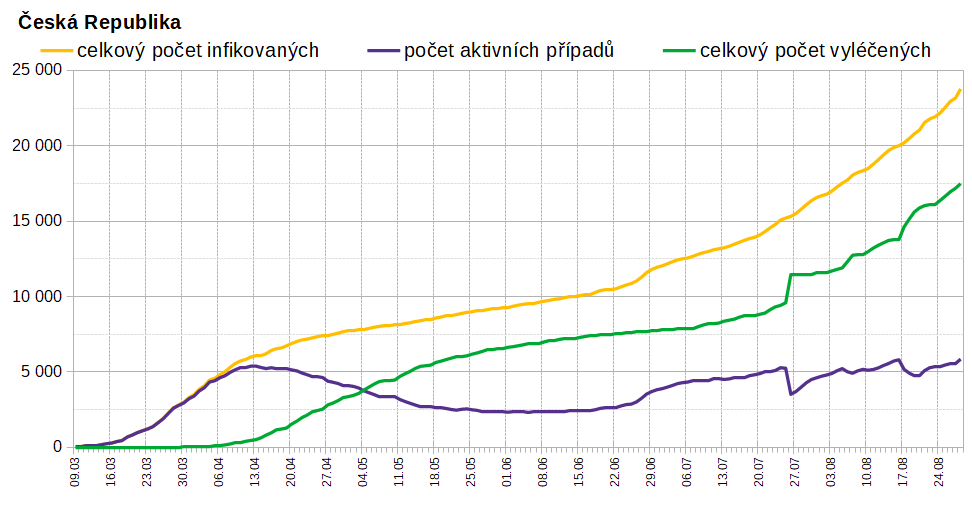 Česká Republika
celkový počet infikovaných počet aktivních případů celkový počet vyléčených
25 000
20 000
15 000
10 000
5 000
0
09.03 16.03 23.03 30.03 06.04 13.04 20.04 27.04 04.05 11.05 18.05 25.05 01.06 08.06 15.06 22.06 29.06 06.07 13.07 20.07 27.07 03.08 10.08 17.08 24.08